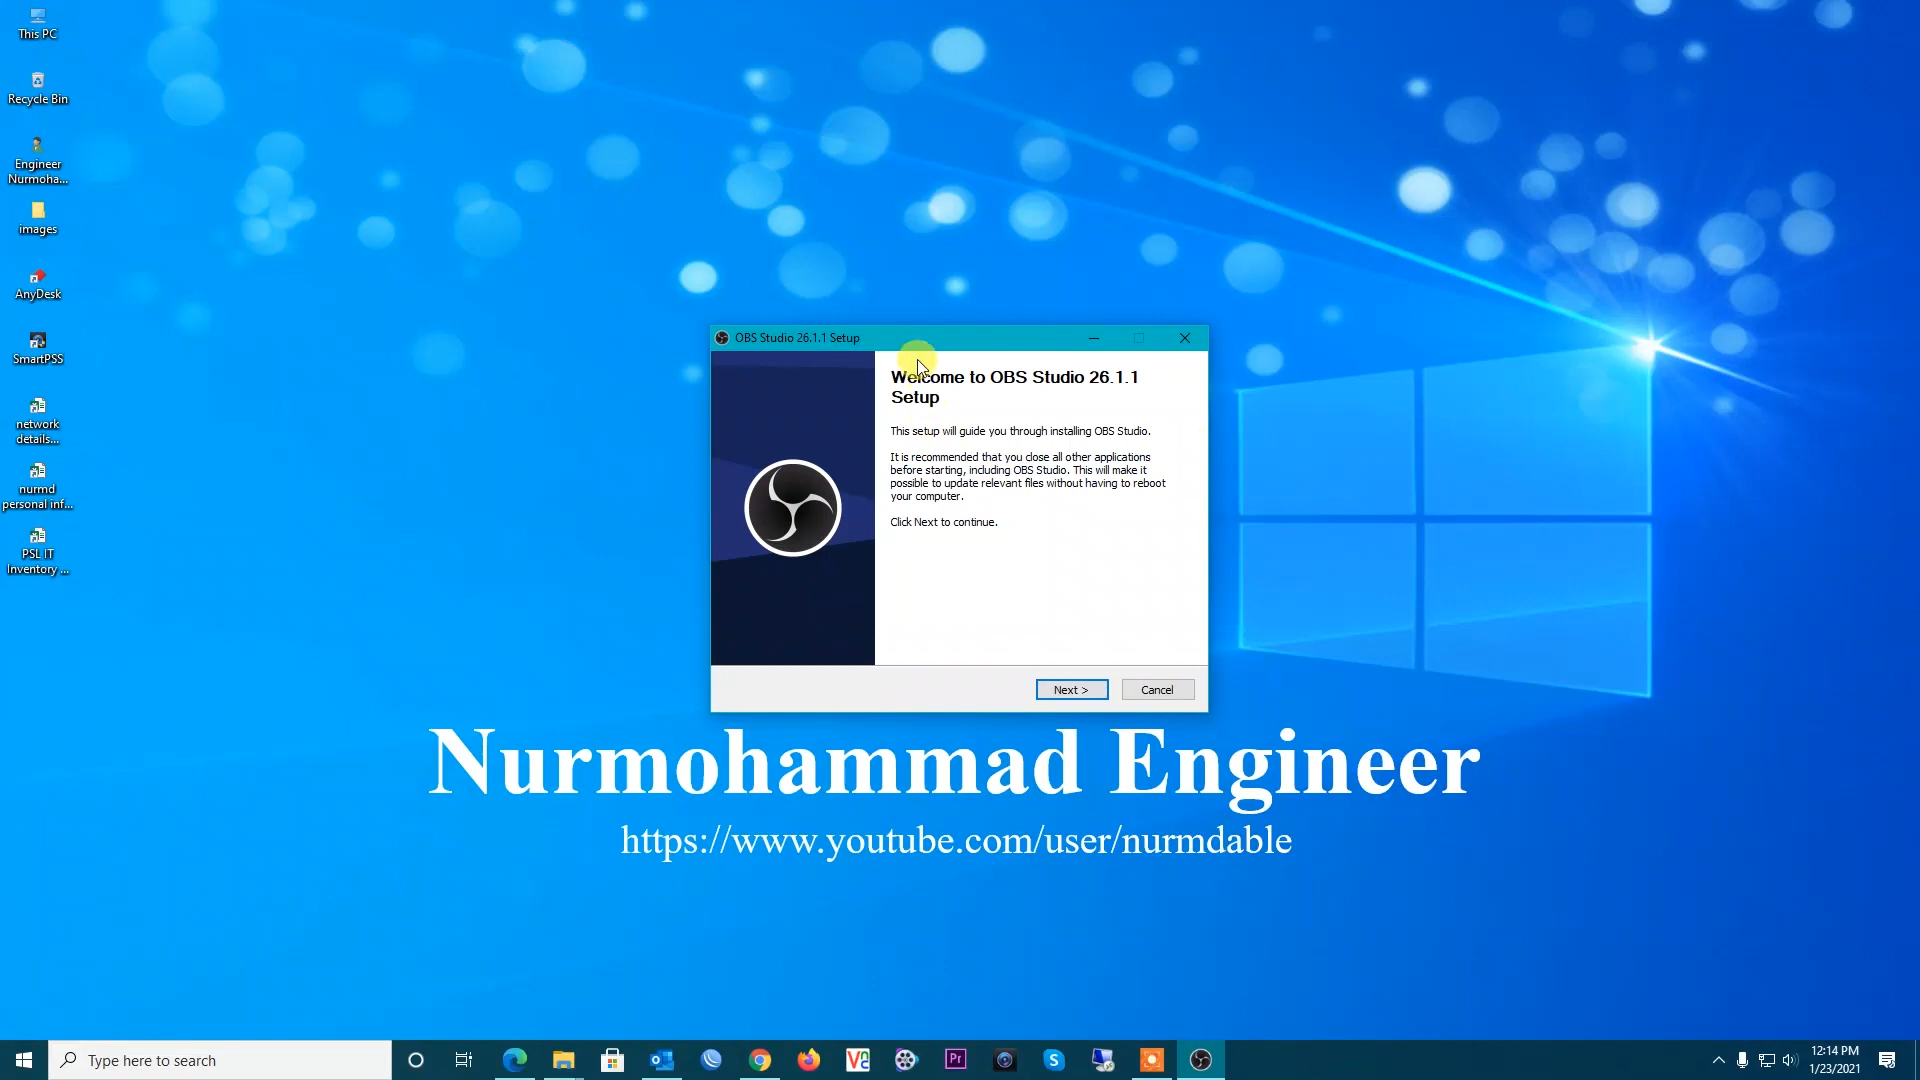 This PC
Recycle Bin
Engineer
Nurmoha...
images
AnyDesk
SmartPSS
network
details...
nurmd
personal inf...
PSL IT
Inventory ...
OBS Studio 26.1.1 Setup
Welcome to OBS Studio 26.1.1
Setup
This setup will guide you through installing OBS Studio.
It is recommended that you close all other applications
before starting, including OBS Studio. This will make it
possible to update relevant files without having to reboot
your computer.
Click Next to continue.
Next >
Cancel
Nurmohammad Engineer
https://www.youtube.com/user/nurmdable
Type here to search
Pr
12:14 PM
1/23/2021